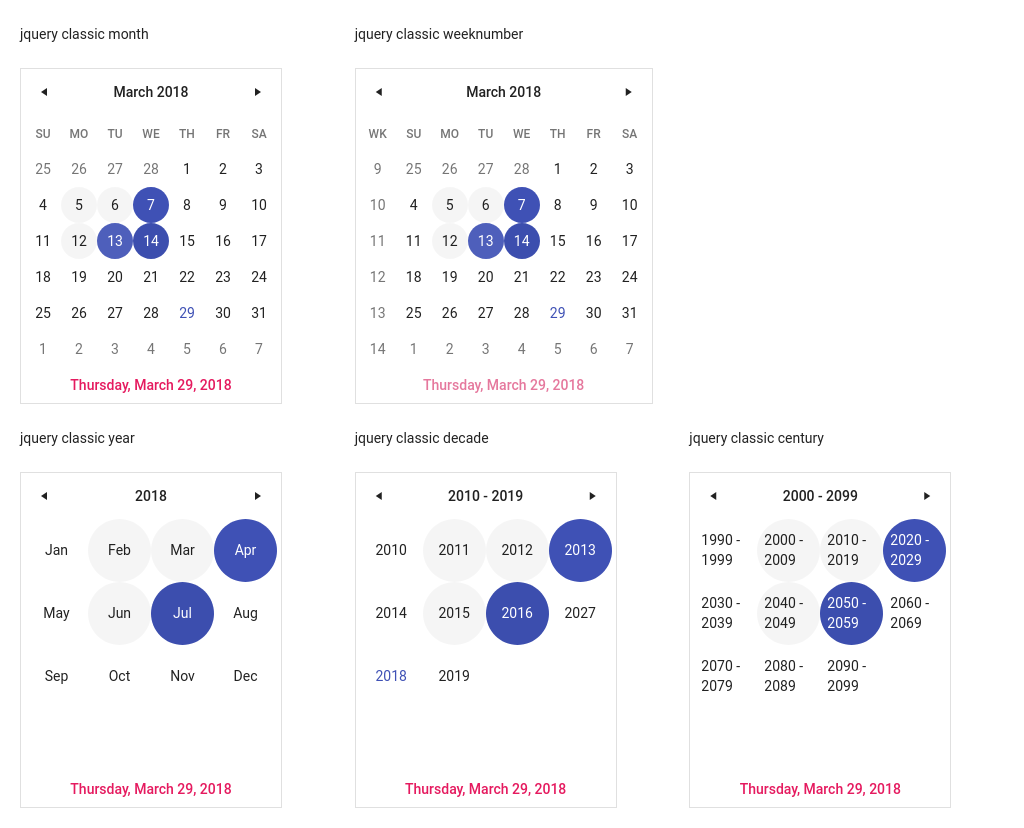 jquery classic month
March 2018
SU MO TU WE TH FR SA
25 26 27 28 1 2 3
4 5 6 7 8 9 10
11 12 13 14 15 16 17
18 19 20 21 22 23 24
25 26 27 28 29 30 31
1 2 3 4 5 6 7
Thursday, March 29, 2018
jquery classic weeknumber
March 2018
WK SU MO TU WE TH FR SA
9 25 26 27 28 1 2 3
10 4 5 6 7 8 9 10
11 11 12 13 14 15 16 17
12 18 19 20 21 22 23 24
13 25 26 27 28 29 30 31
14 1 2 3 4 5 6 7
Thursday, March 29, 2018
jquery classic year
2018
Jan Feb Mar Apr
May Jun Jul Aug
Sep Oct Nov Dec
Thursday, March 29, 2018
jquery classic decade
2010 - 2019
2010 2011 2012 2013
2014 2015 2016 2027
2018 2019
Thursday, March 29, 2018
jquery classic century
2000 - 2099
1990 - 2000 - 2010 - 2020 -
1999 2009 2019 2029
2030 - 2040 - 2050 - 2060 -
2039 2049 2059 2069
2070 - 2080 - 2090 -
2079 2089 2099
Thursday, March 29, 2018